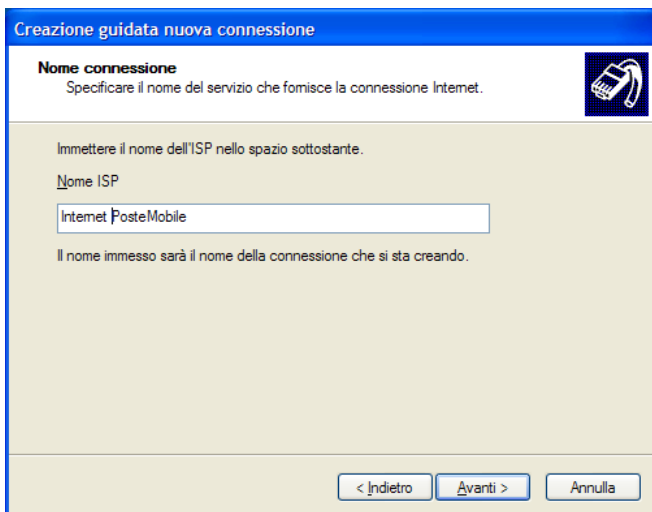 Creazione guidata nuova connessione
Nome connessione
Specificare il nome del servizio che fornisce la connessione Internet.
Immettere il nome dell'ISP nello spazio sottostante.
Nome ISP
Internet PosteMobile
Il nome immesso sarà il nome della connessione che si sta creando.
< Indietro Avanti > Annulla